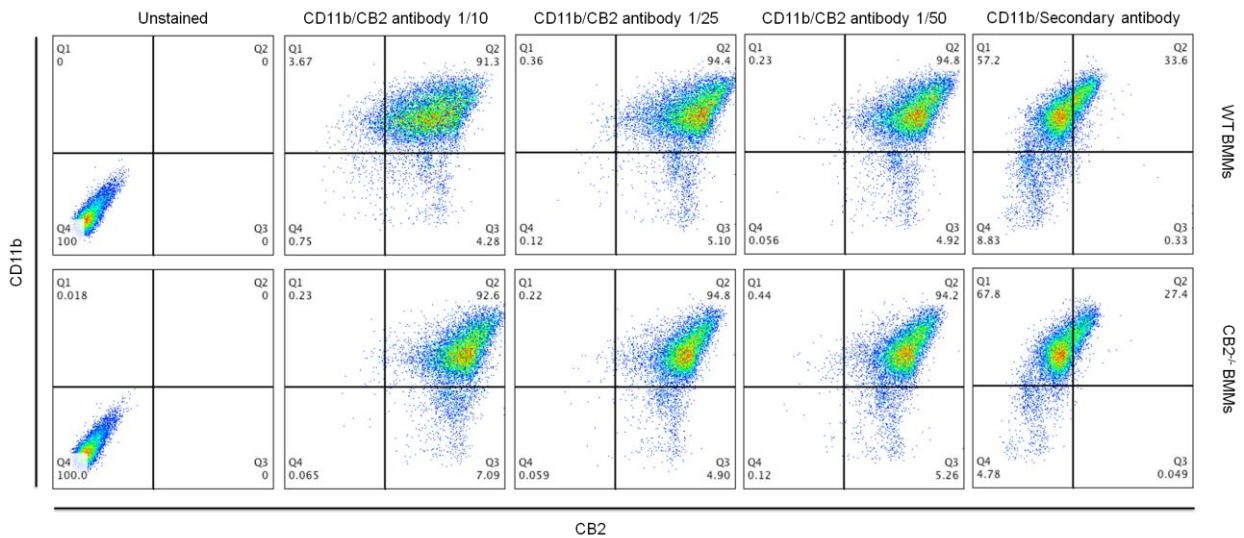 Unstained
CD11b/CB2 antibody 1/10
CD11b/CB2 antibody 1/25
CD11b/CB2 antibody 1/50
CD11b/Secondary antibody
Q1
0
Q2
0
Q4
100
Q3
0
Q1
3.67
Q2
91.3
Q4
0.75
Q3
4.28
Q1
0.36
Q2
94.4
Q4
0.12
Q3
5.10
Q1
0.23
Q2
94.8
Q4
0.056
Q3
4.92
Q1
57.2
Q2
33.6
Q4
8.83
Q3
0.33
WT BMMs
CD11b
Q1
0.018
Q2
0
Q4
100.0
Q3
0
Q1
0.23
Q2
92.6
Q4
0.065
Q3
7.09
Q1
0.22
Q2
94.8
Q4
0.059
Q3
4.90
Q1
0.44
Q2
94.2
Q4
0.12
Q3
5.26
Q1
67.8
Q2
27.4
Q4
4.78
Q3
0.049
CB2-/- BMMs
CB2